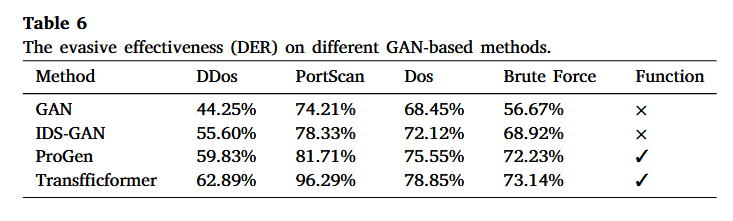 Table 6
The evasive effectiveness (DER) on different GAN-based methods.
Method DDos PortScan Dos Brute Force Function
GAN 44.25% 74.21% 68.45% 56.67% ×
IDS-GAN 55.60% 78.33% 72.12% 68.92% ×
ProGen 59.83% 81.71% 75.55% 72.23% ✓
Transfficformer 62.89% 96.29% 78.85% 73.14% ✓